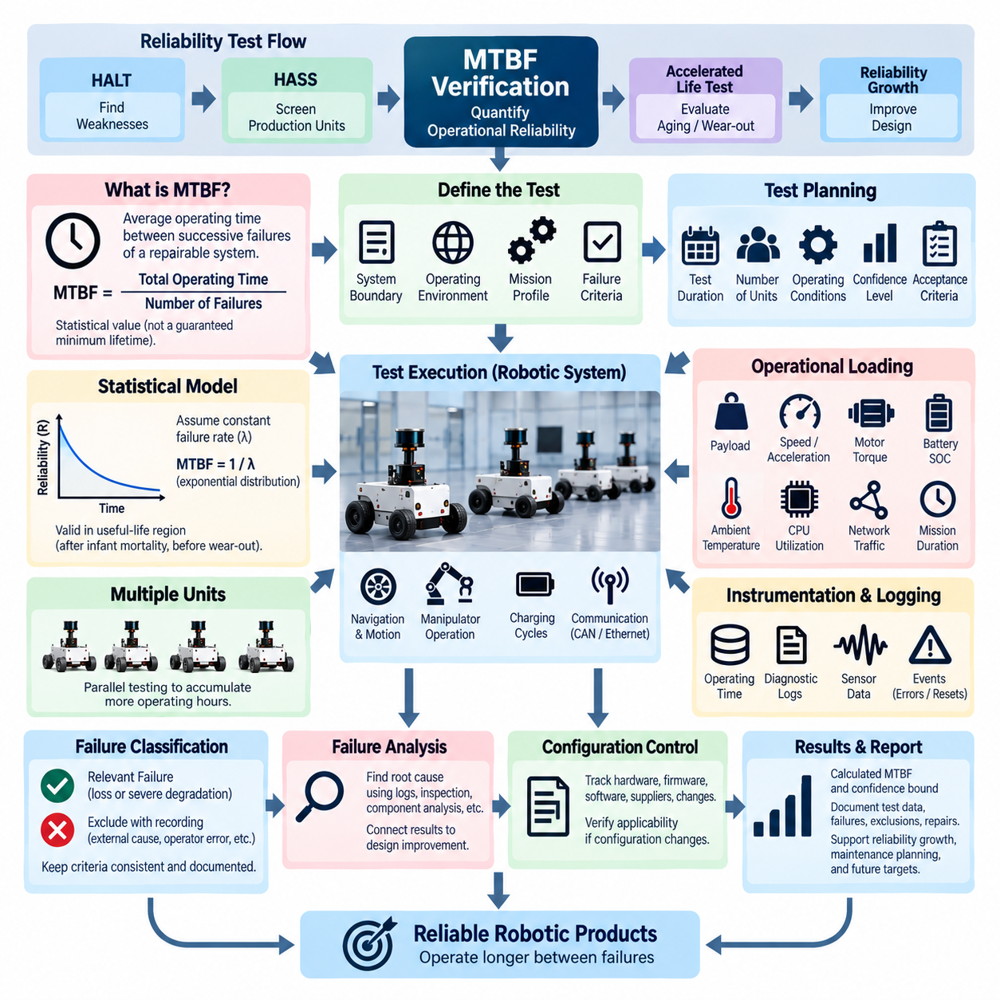 Reliability Test Flow
HALT
Find
Weaknesses
HASS
Screen
Production Units
MTBF
Verification
Quantify
Operational Reliability
Accelerated
Life Test
Evaluate
Aging / Wear-out
Reliability
Growth
Improve
Design
What is MTBF?
Average operating time
between successive failures
of a repairable system.
MTBF =
Total Operating Time
Number of Failures
Statistical value (not a guaranteed
minimum lifetime).
Define the Test
System
Boundary
Operating
Environment
Mission
Profile
Failure
Criteria
Test Planning
Test
Duration
Number
of Units
Operating
Conditions
Confidence
Level
Acceptance
Criteria
Statistical Model
Reliability (R)
Time
Assume constant
failure rate (λ)
MTBF = 1 / λ
(exponential distribution)
Valid in useful-life region
(after infant mortality, before wear-out).
Test Execution (Robotic System)
Navigation
& Motion
Manipulator
Operation
Charging
Cycles
Communication
(CAN / Ethernet)
Operational Loading
Payload
Speed /
Acceleration
Motor
Torque
Battery
SOC
Ambient
Temperature
CPU
Utilization
Network
Traffic
Mission
Duration
Multiple Units
Parallel testing to accumulate
more operating hours.
Instrumentation & Logging
Operating
Time
Diagnostic
Logs
Sensor
Data
Events
(Errors / Resets)
Failure Classification
Relevant Failure
(loss or severe degradation)
Exclude with recording
(external cause, operator error, etc.)
Keep criteria consistent and documented.
Failure Analysis
Find root cause
using logs, inspection,
component analysis, etc.
Connect results to
design improvement.
Configuration Control
Track hardware, firmware,
software, suppliers, changes.
Verify applicability
if configuration changes.
Results & Report
Calculated MTBF
and confidence bound
Document test data,
failures, exclusions, repairs.
Support reliability growth,
maintenance planning,
and future targets.
Reliable Robotic Products
Operate longer between failures